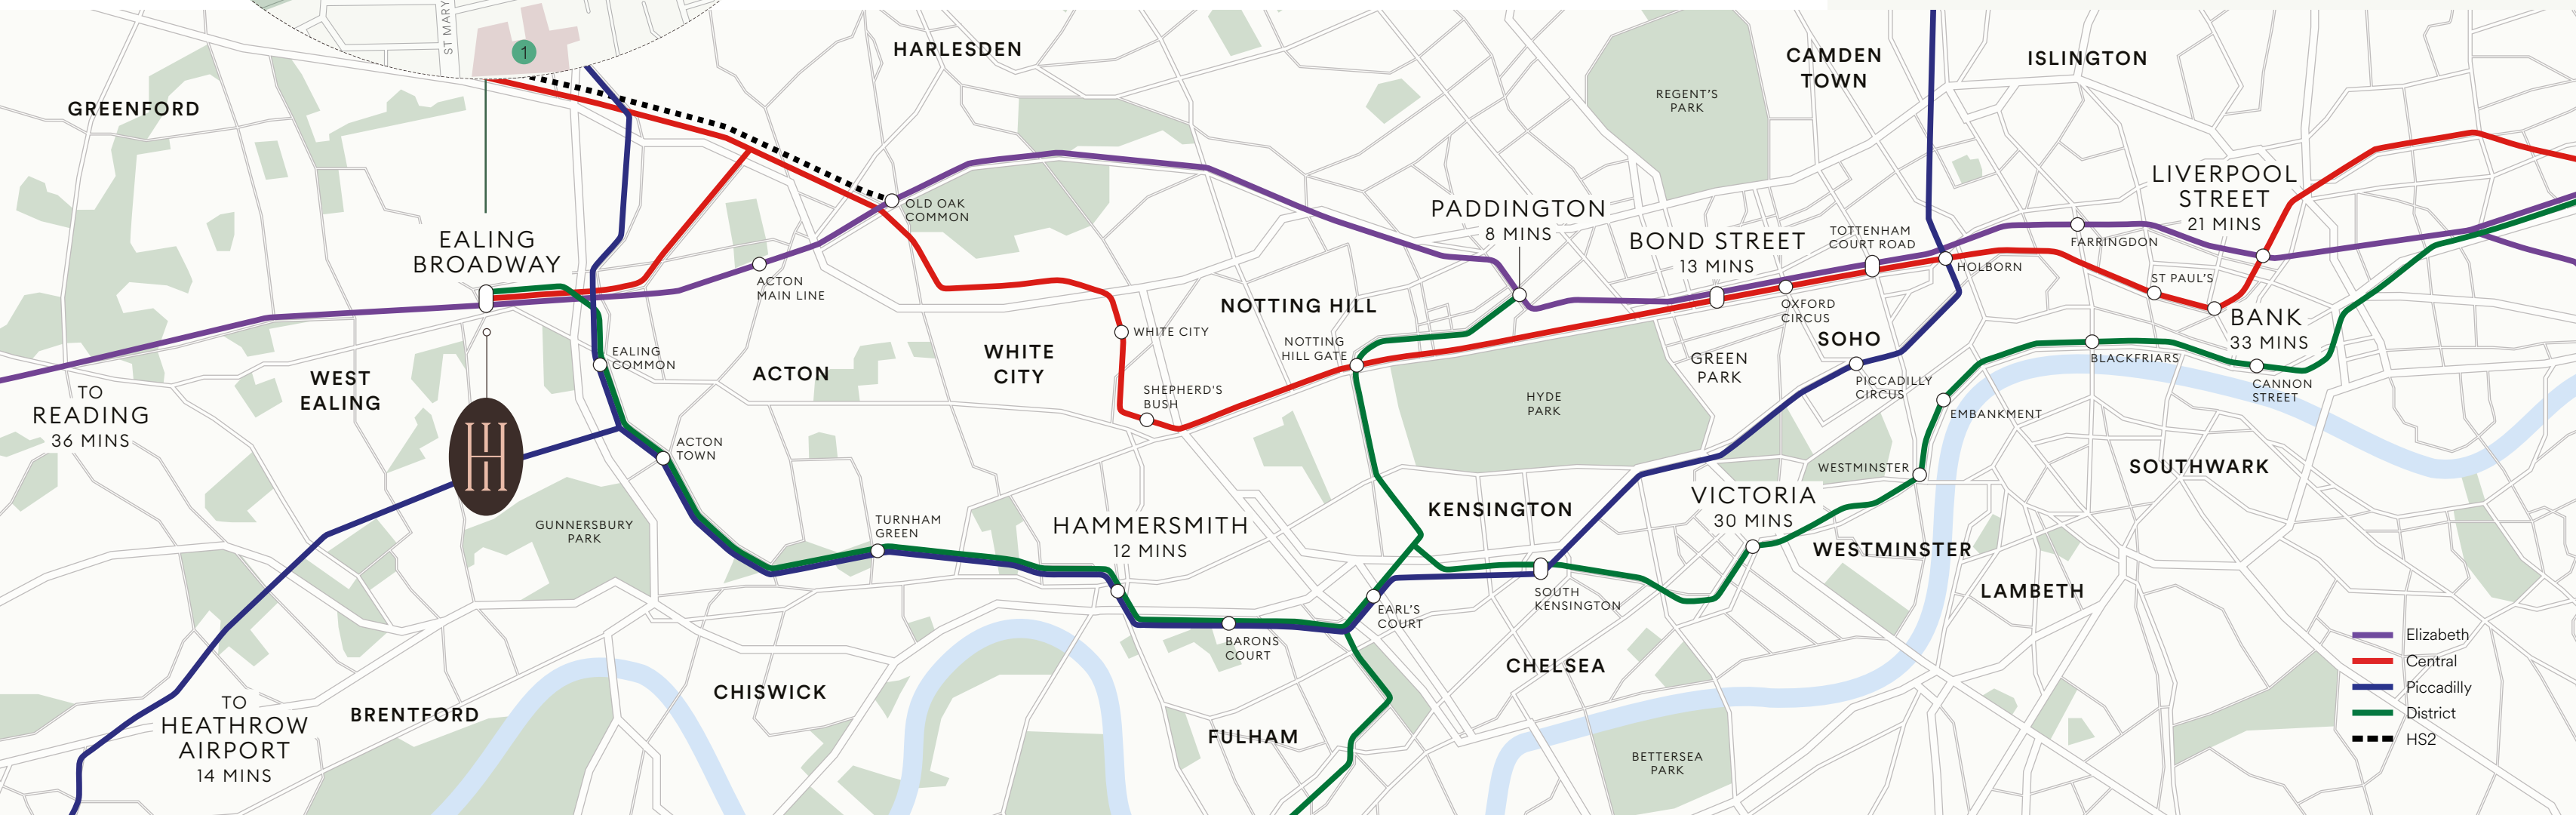 ST MARY
1
HARLESDEN
CAMDEN
TOWN
ISLINGTON
GREENFORD
REGENT'S
PARK
LIVERPOOL
STREET
21 MINS
OLD OAK
COMMON
PADDINGTON
8 MINS
BOND STREET
13 MINS
TOTTENHAM
COURT ROAD
FARRINGDON
EALING
BROADWAY
ACTON
MAIN LINE
HOLBORN
ST PAUL'S
NOTTING HILL
OXFORD
CIRCUS
BANK
33 MINS
WHITE CITY
SOHO
NOTTING
HILL GATE
EALING
COMMON
WHITE
CITY
GREEN
PARK
BLACKFRIARS
ACTON
WEST
EALING
PICCADILLY
CIRCUS
CANNON
STREET
TO
READING
36 MINS
SHEPHERD'S
BUSH
HYDE
PARK
EMBANKMENT
H
ACTON
TOWN
WESTMINSTER
SOUTHWARK
VICTORIA
30 MINS
KENSINGTON
GUNNERSBURY
PARK
TURNHAM
GREEN
HAMMERSMITH
12 MINS
WESTMINSTER
SOUTH
KENSINGTON
LAMBETH
EARL'S
COURT
BARONS
COURT
CHELSEA
CHISWICK
BRENTFORD
TO
HEATHROW
AIRPORT
14 MINS
FULHAM
BETTERSEA
PARK
Elizabeth
Central
Piccadilly
District
HS2